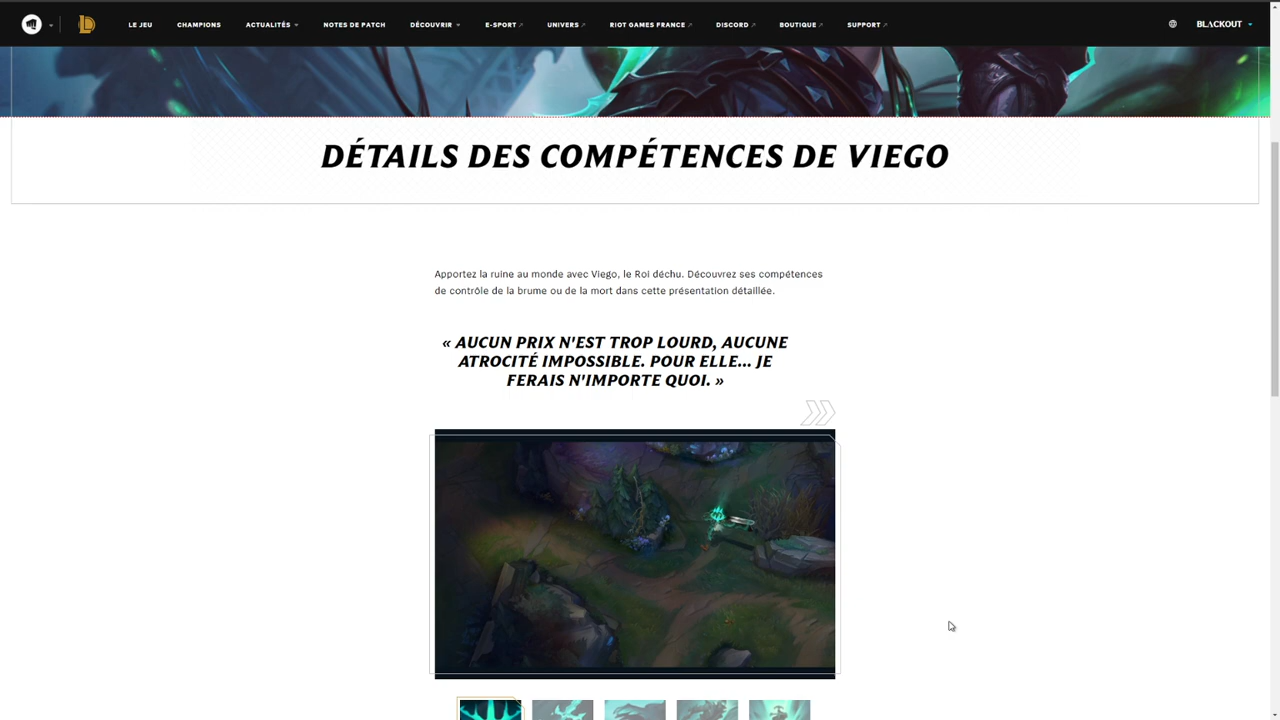 LE JEU CHAMPIONS ACTUALITÉS NOTES DE PATCH DÉCOUVRIR E-SPORT UNIVERS RIOT GAMES FRANCE DISCORD BOUTIQUE SUPPORT BLACKOUT
DÉTAILS DES COMPÉTENCES DE VIEGO
Apportez la ruine au monde avec Viego, le Roi déchu. Découvrez ses compétences
de contrôle de la brume ou de la mort dans cette présentation détaillée.
« AUCUN PRIX N'EST TROP LOURD, AUCUNE
ATROCITÉ IMPOSSIBLE. POUR ELLE... JE
FERAIS N'IMPORTE QUOI. »